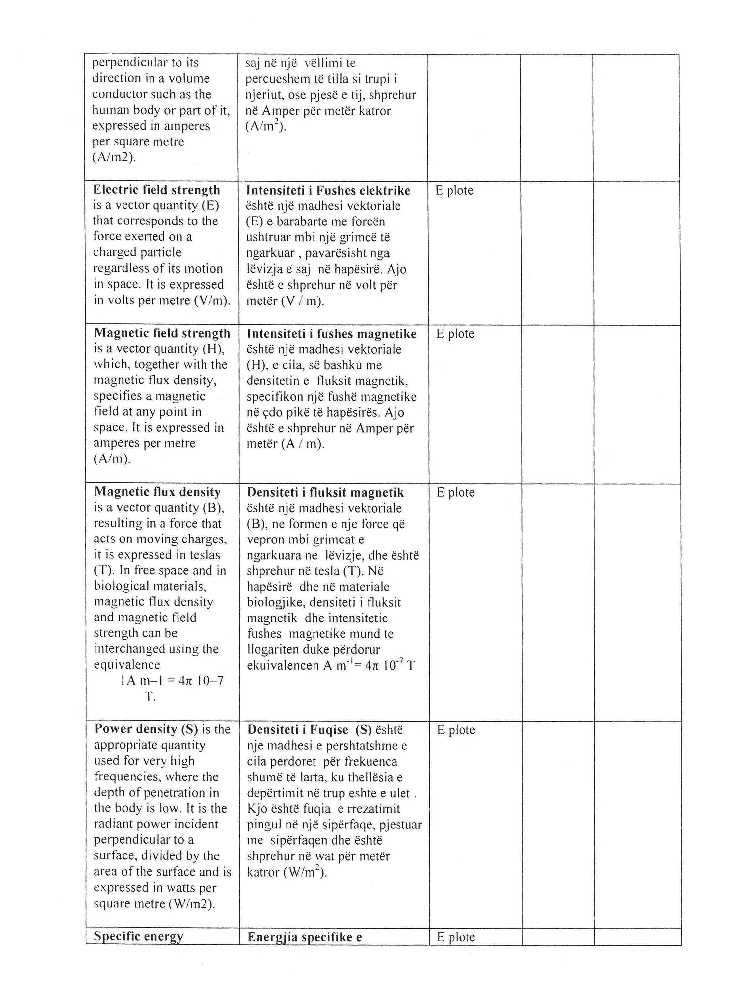 perpendicular to its
direction in a volume
conductor such as the
human body or part of it,
expressed in amperes
per square metre
(A/m2).
saj në një vëllimi te
percueshem të tilla si trupi i
njeriut, ose pjesë e tij, shprehur
në Amper për metër katror
(A/m²).
Electric field strength
is a vector quantity (E)
that corresponds to the
force exerted on a
charged particle
regardless of its motion
in space. It is expressed
in volts per metre (V/m).
Intensiteti i Fushes elektrike
është një madhesi vektoriale
(E) e barabarte me forcën
ushtruar mbi një grimcë të
ngarkuar , pavarësisht nga
lëvizja e saj në hapësirë. Ajo
është e shprehur në volt për
metër (V / m).
E plote
Magnetic field strength
is a vector quantity (H),
which, together with the
magnetic flux density,
specifies a magnetic
field at any point in
space. It is expressed in
amperes per metre
(A/m).
Intensiteti i fushes magnetike
është një madhesi vektoriale
(H), e cila, së bashku me
densitetin e fluksit magnetik,
specifikon një fushë magnetike
në çdo pikë të hapësirës. Ajo
është e shprehur në Amper për
metër (A / m).
E plote
Magnetic flux density
is a vector quantity (B),
resulting in a force that
acts on moving charges,
it is expressed in teslas
(T). In free space and in
biological materials,
magnetic flux density
and magnetic field
strength can be
interchanged using the
equivalence
1A m–1 = 4π 10–7
T.
Densiteti i fluksit magnetik
është një madhesi vektoriale
(B), ne formen e nje force që
vepron mbi grimcat e
ngarkuara ne lëvizje, dhe është
shprehur në tesla (T). Në
hapësirë dhe në materiale
biologjike, densiteti i fluksit
magnetik dhe intensitetie
fushes magnetike mund te
llogariten duke përdorur
ekuivalencen A m⁻¹= 4π 10⁻⁷ T
E plote
Power density (S) is the
appropriate quantity
used for very high
frequencies, where the
depth of penetration in
the body is low. It is the
radiant power incident
perpendicular to a
surface, divided by the
area of the surface and is
expressed in watts per
square metre (W/m2).
Densiteti i Fuqise (S) është
nje madhesi e pershtatshme e
cila perdoret për frekuenca
shumë të larta, ku thellësia e
depërtimit në trup eshte e ulet .
Kjo është fuqia e rrezatimit
pingul në një sipërfaqe, pjestuar
me sipërfaqen dhe është
shprehur në wat për metër
katror (W/m²).
E plote
Specific energy
Energjia specifike e
E plote